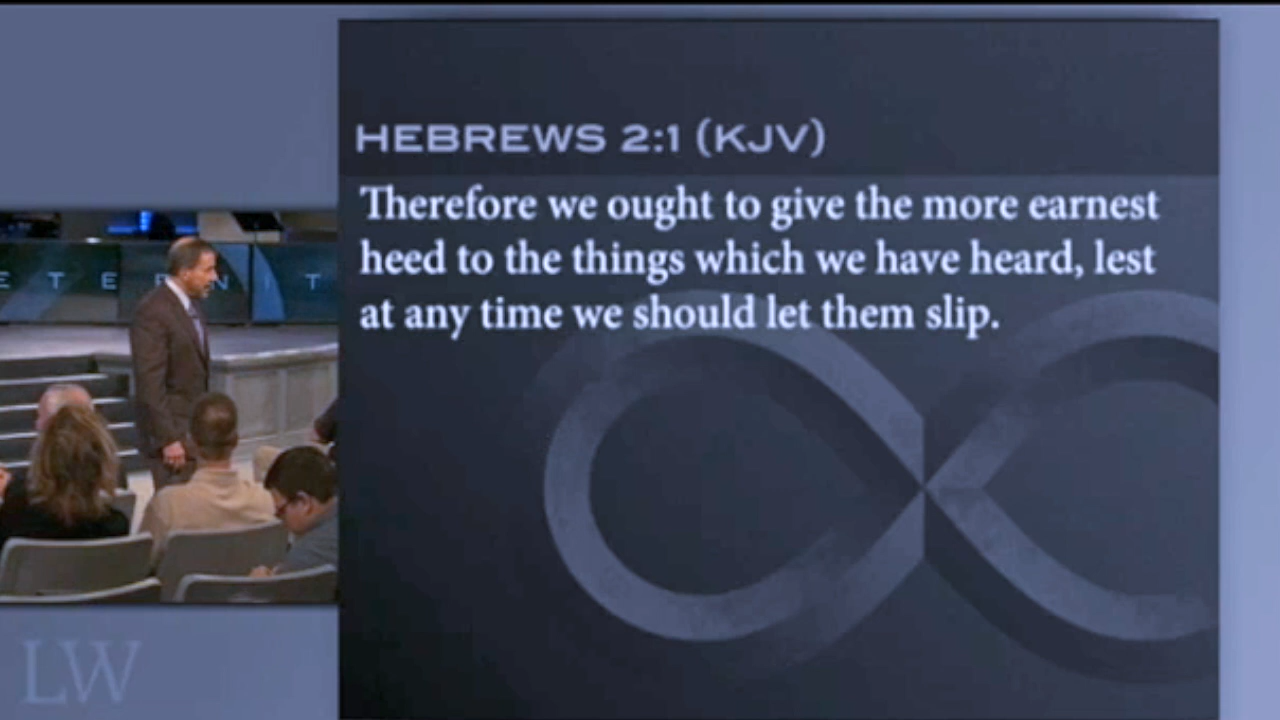 HEBREWS 2:1 (KJV)
Therefore we ought to give the more earnest
heed to the things which we have heard, lest
at any time we should let them slip.
ETERNIT
LW